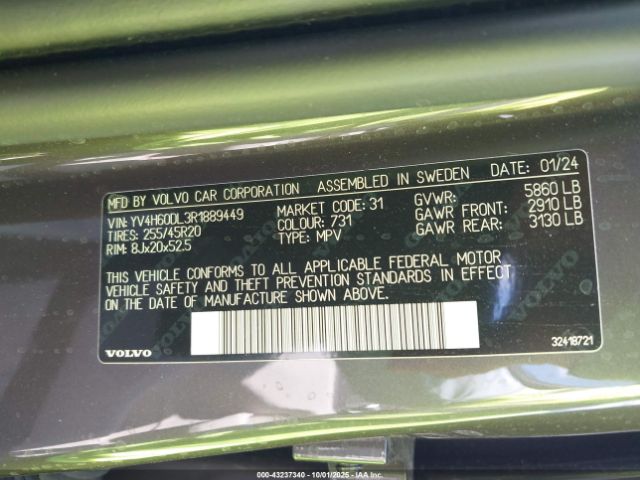 MFD BY VOLVO CAR CORPORATION ASSEMBLED IN SWEDEN DATE: 01/24
VIN: YV4H60DL3R1889449 MARKET CODE: 31 GVWR: 5860 LB
TIRES: 255/45R20 COLOUR: 731 GAWR FRONT: 2910 LB
RIM: 8Jx20x52.5 TYPE: MPV GAWR REAR: 3130 LB
THIS VEHICLE CONFORMS TO ALL APPLICABLE FEDERAL MOTOR
VEHICLE SAFETY AND THEFT PREVENTION STANDARDS IN EFFECT
ON THE DATE OF MANUFACTURE SHOWN ABOVE.
VOLVO 32418721
000-43237340 • 10/01/2025 • IAAI Inc.